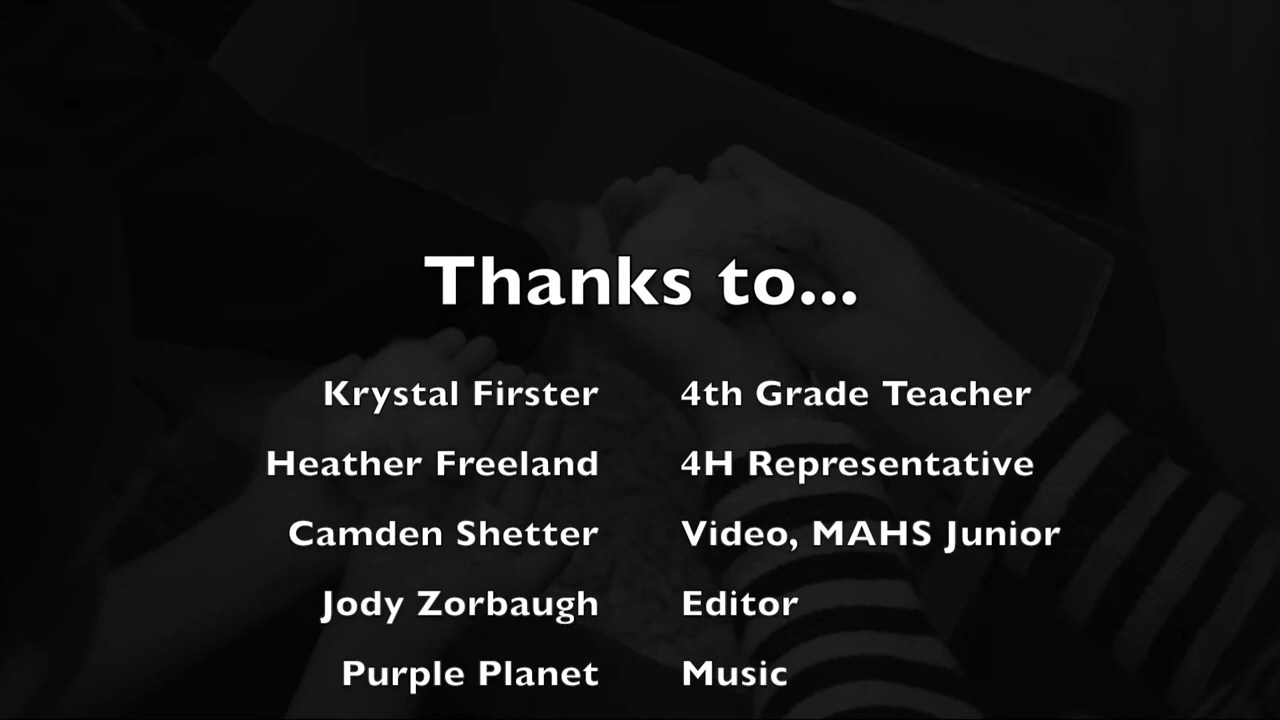 Thanks to...
Krystal Firster 4th Grade Teacher
Heather Freeland 4H Representative
Camden Shetter Video, MAHS Junior
Jody Zorbaugh Editor
Purple Planet Music